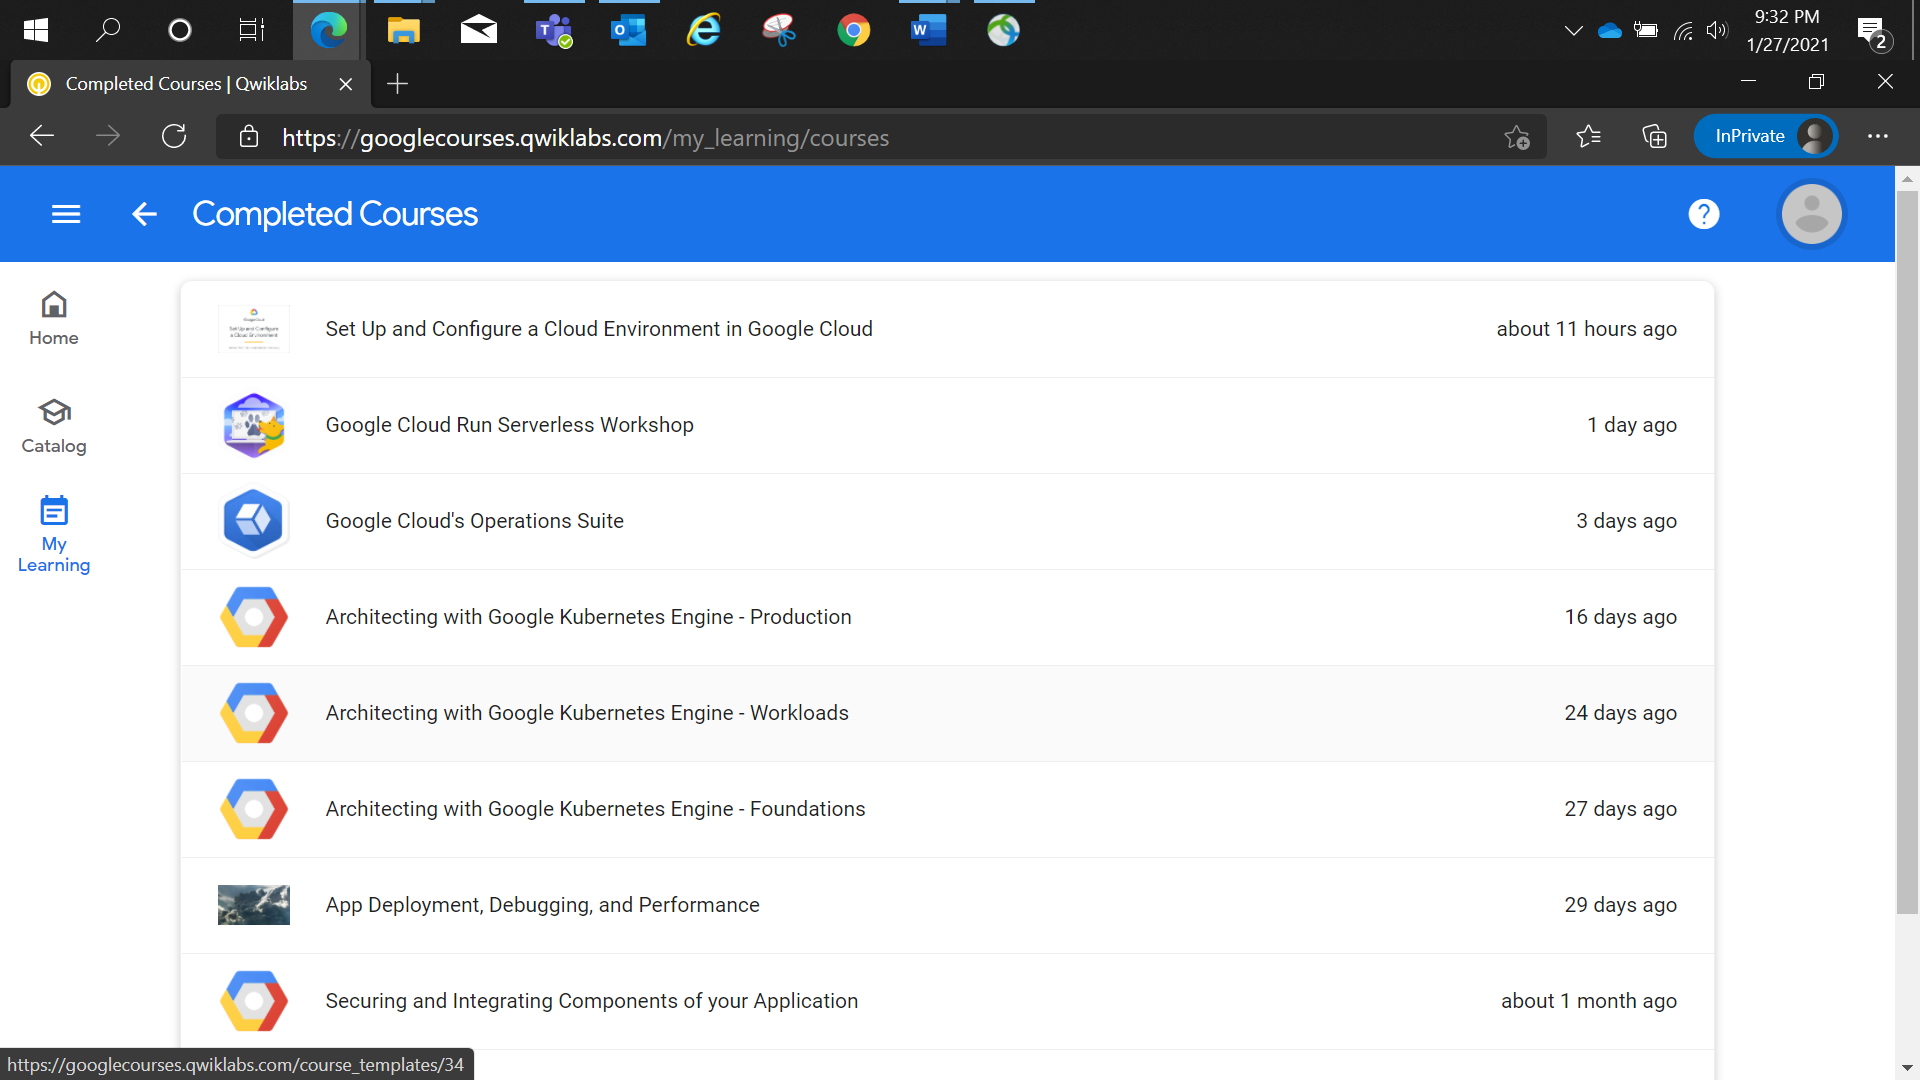 9:32 PM
1/27/2021
2
Completed Courses | Qwiklabs
https://googlecourses.qwiklabs.com/my_learning/courses
InPrivate
Completed Courses
Home
Catalog
My
Learning
Set Up and Configure a Cloud Environment in Google Cloud
about 11 hours ago
Google Cloud Run Serverless Workshop
1 day ago
Google Cloud's Operations Suite
3 days ago
Architecting with Google Kubernetes Engine - Production
16 days ago
Architecting with Google Kubernetes Engine - Workloads
24 days ago
Architecting with Google Kubernetes Engine - Foundations
27 days ago
App Deployment, Debugging, and Performance
29 days ago
Securing and Integrating Components of your Application
about 1 month ago
https://googlecourses.qwiklabs.com/course_templates/34